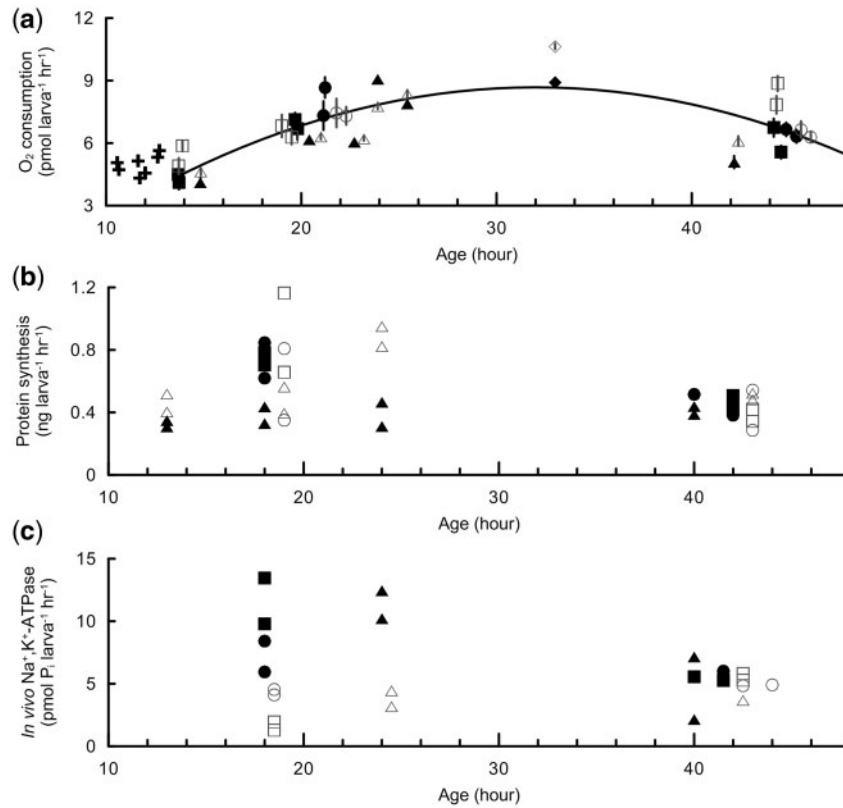 (a)
12
9
6
3
O₂ consumption
(pmol larva⁻¹ hr⁻¹)
10 20 30 40
Age (hour)
(b)
1.2
0.8
0.4
0
Protein synthesis
(ng larva⁻¹ hr⁻¹)
10 20 30 40
Age (hour)
(c)
15
10
5
0
In vivo Na⁺,K⁺-ATPase
(pmol Pᵢ larva⁻¹ hr⁻¹)
10 20 30 40
Age (hour)